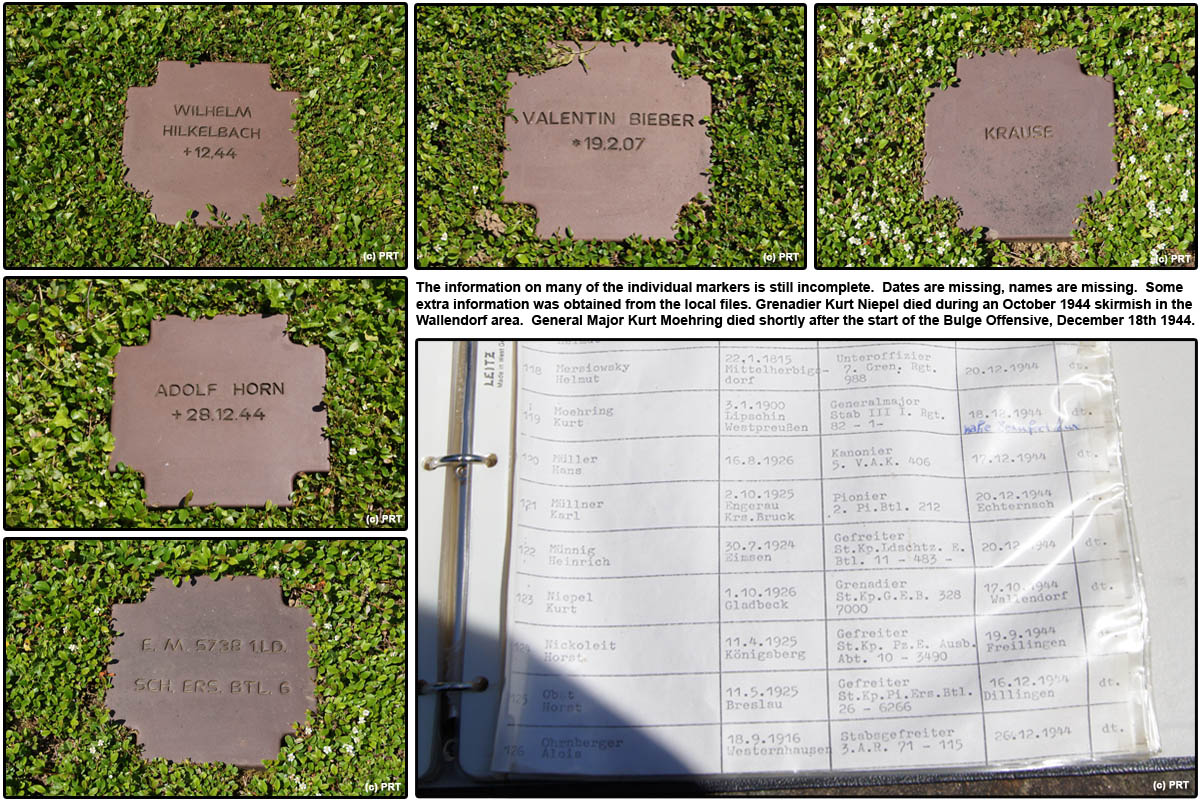 WILHELM
HILKELBACH
+12.44
(c) PRT
VALENTIN BIEBER
*19.2.07
(c) PRT
KRAUSE
(c) PRT
ADOLF HORN
+28.12.44
(c) PRT
E. M. 5738 1.LD.
SCH. ERS. BTL. 6
(c) PRT
The information on many of the individual markers is still incomplete.  Dates are missing, names are missing.  Some
extra information was obtained from the local files. Grenadier Kurt Niepel died during an October 1944 skirmish in the
Wallendorf area.  General Major Kurt Moehring died shortly after the start of the Bulge Offensive, December 18th 1944.
LEITZ
Made in West
118 Mersiowsky Helmut 22.1.1815 Mittelherbigs-dorf Unteroffizier 7. Gren. Rgt. 988 20.12.1944 dt.
119 Moehring Kurt 3.1.1900 Lipschin Westpreußen Generalmajor Stab III I. Rgt. 82 - 1- 18.12.1944 dt.
120 Müller Hans 16.8.1926 Kanonier 5. V.A.K. 406 17.12.1944 dt.
121 Müllner Karl 2.10.1925 Engerau Krs.Bruck Pionier 2. Pi.Btl. 212 20.12.1944 Echternach dt.
122 Münnig Heinrich 30.7.1924 Eimsen Gefreiter St.Kp.Ldschtz. E. Btl. 11 - 483 - 20.12.1944 dt.
123 Niepel Kurt 1.10.1926 Gladbeck Grenadier St.Kp.G.E.B. 328 7000 17.10.1944 Wallendorf dt.
124 Nickoleit Horst 11.4.1925 Königsberg Gefreiter St.Kp. Pz.E. Ausb. Abt. 10 - 3490 19.9.1944 Freilingen dt.
125 Obst Horst 11.5.1925 Breslau Gefreiter St.Kp.Pi.Ers.Btl. 26 - 6266 16.12.1944 Dillingen dt.
126 Ohrnberger Alois 18.9.1916 Westernhausen Stabsgefreiter 3.A.R. 71 - 115 26.12.1944 dt.
(c) PRT